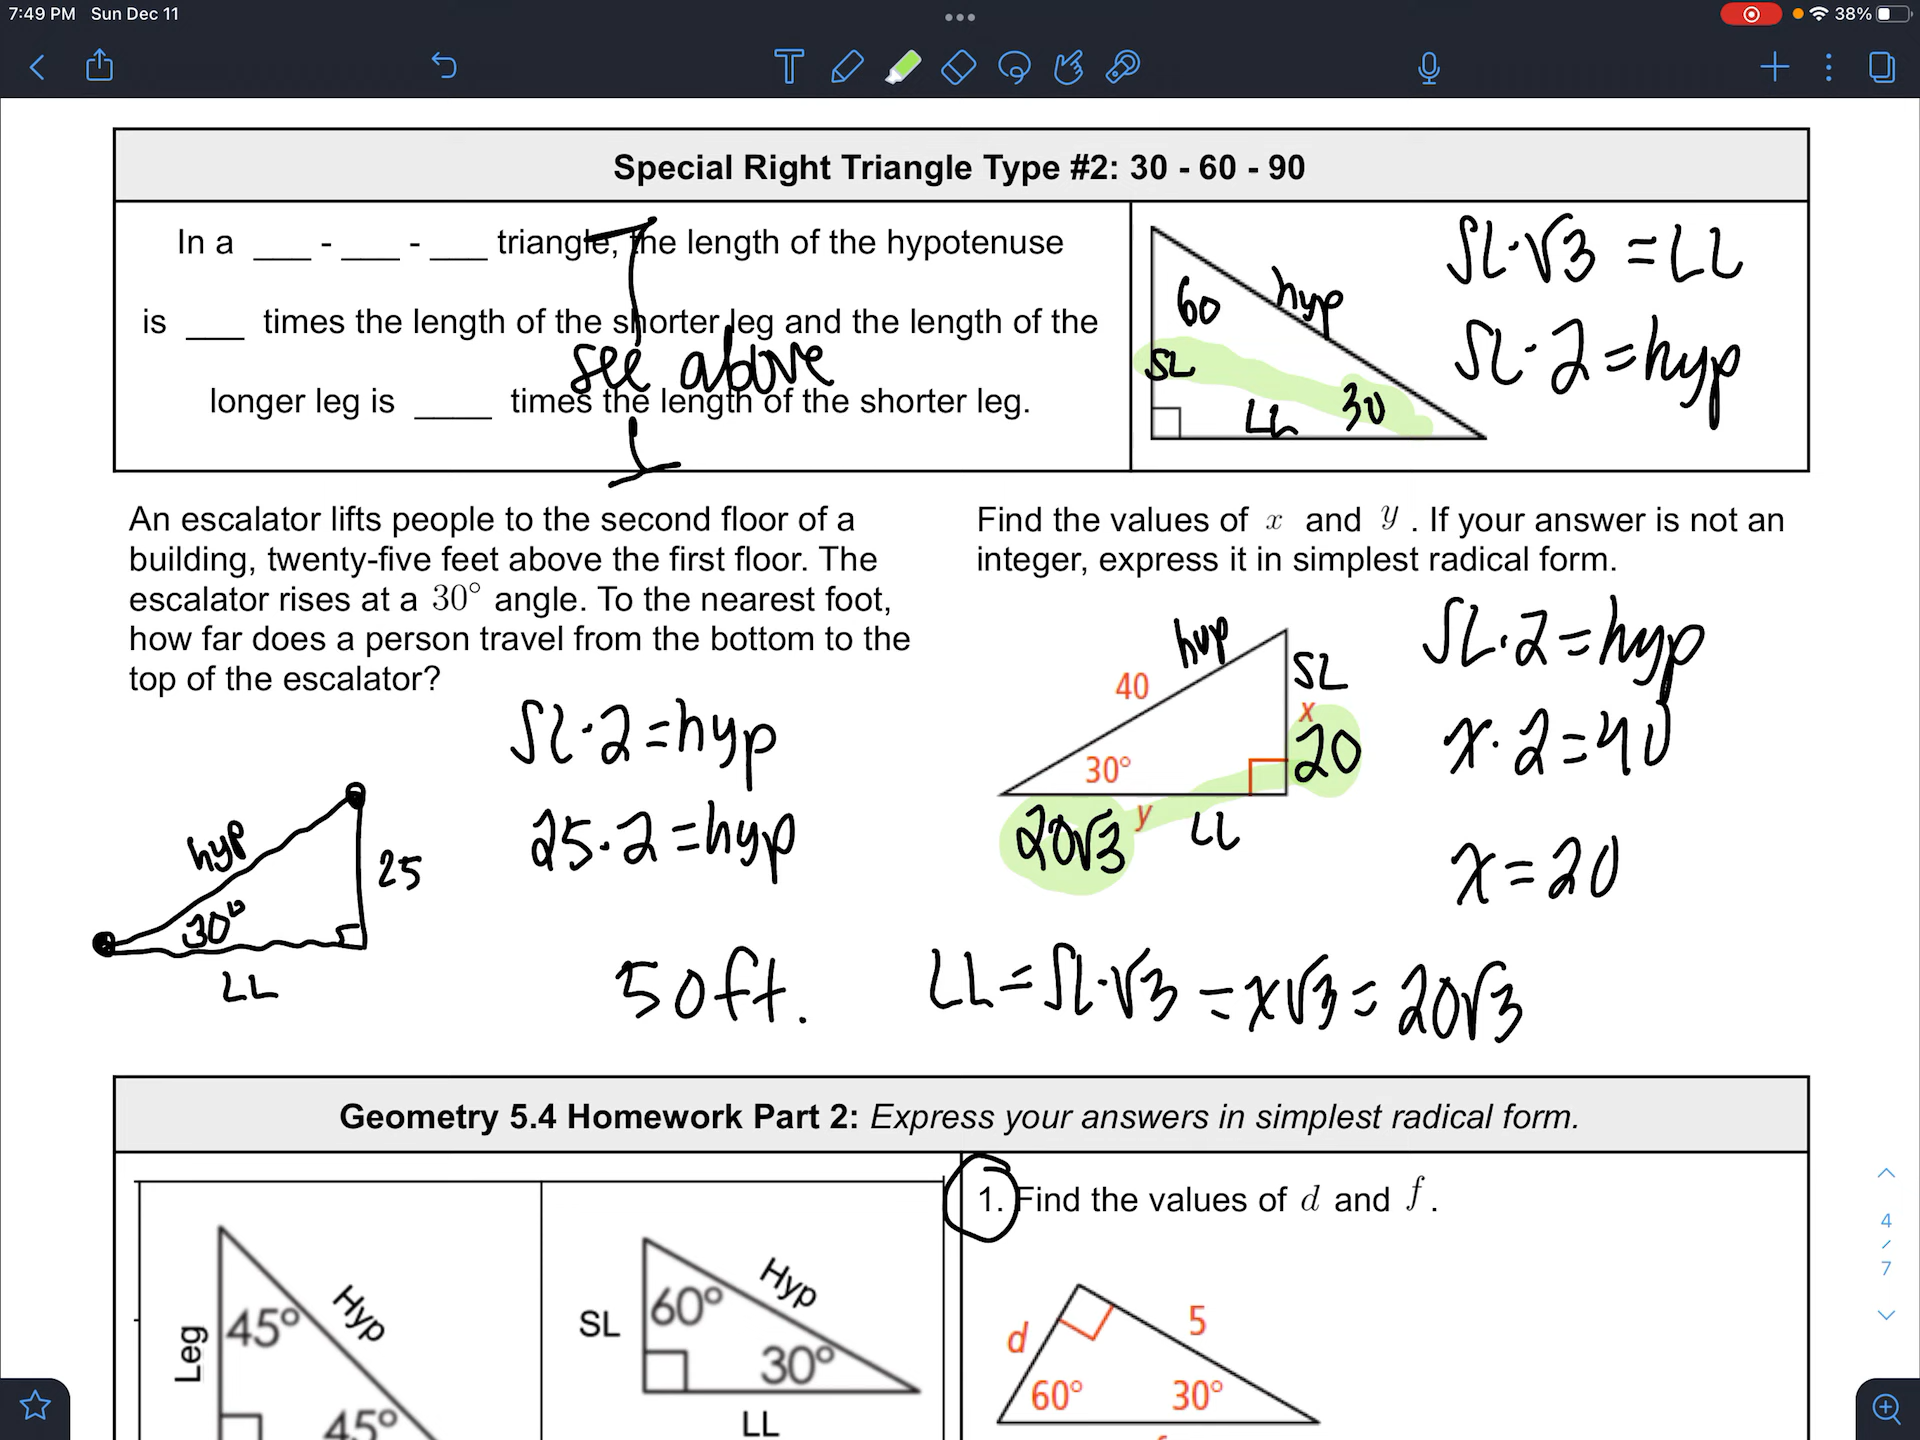 7:49 PM Sun Dec 11
38%
Special Right Triangle Type #2: 30 - 60 - 90
In a ___ - ___ - ___ triangle, the length of the hypotenuse
is ___ times the length of the shorter leg and the length of the
see above
longer leg is ____ times the length of the shorter leg.
60
hyp
SL
LL
30
SL·√3 = LL
SL·2=hyp
An escalator lifts people to the second floor of a
building, twenty-five feet above the first floor. The
escalator rises at a 30° angle. To the nearest foot,
how far does a person travel from the bottom to the
top of the escalator?
SL·2=hyp
25·2=hyp
hyp
25
30°
LL
50ft.
Find the values of x and y . If your answer is not an
integer, express it in simplest radical form.
hyp
SL
40
x
20
30°
20√3
y
LL
SL·2=hyp
x·2=40
x=20
LL=SL·√3 = x√3 = 20√3
Geometry 5.4 Homework Part 2: Express your answers in simplest radical form.
45°
Hyp
Leg
45°
60°
Hyp
SL
30°
LL
1. Find the values of d and f .
d
5
60°
30°
4
/
7